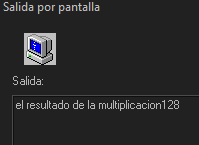 Salida por pantalla
Salida:
el resultado de la multiplicacion128